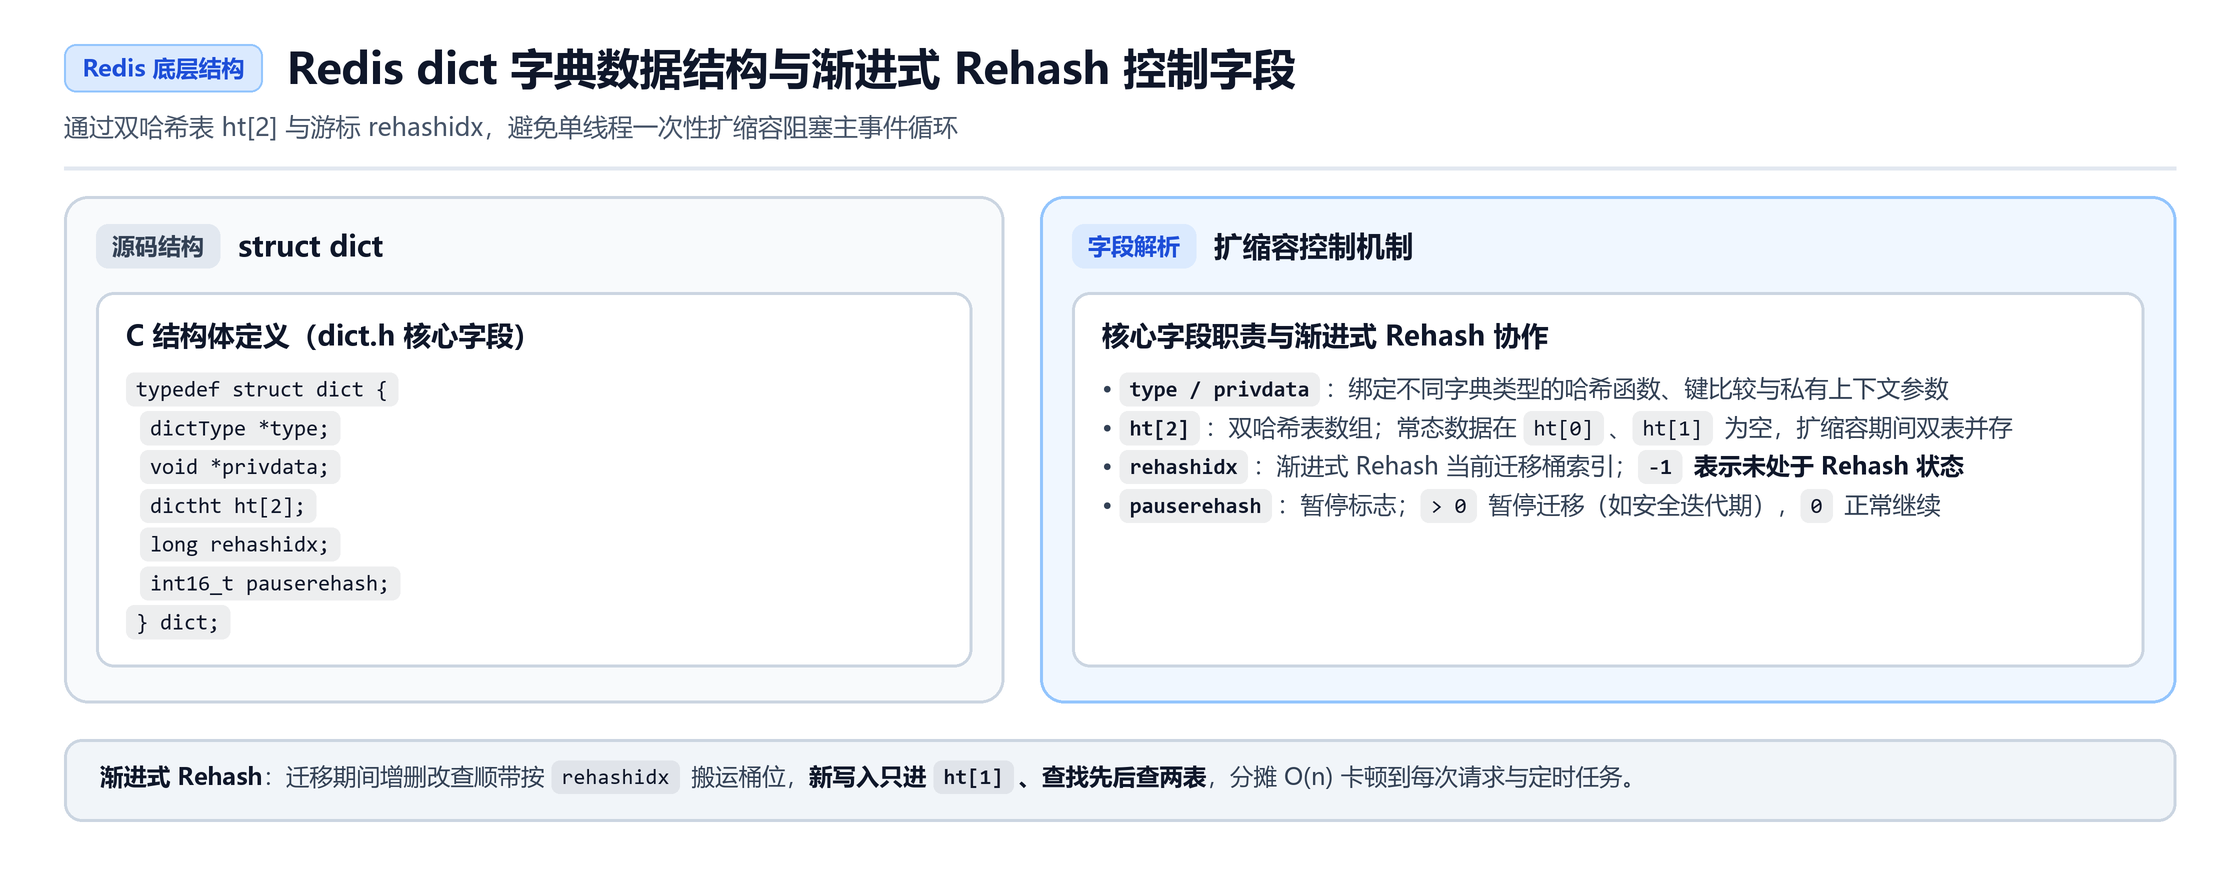 Redis 底层结构
Redis dict 字典数据结构与渐进式 Rehash 控制字段
通过双哈希表 ht[2] 与游标 rehashidx，避免单线程一次性扩缩容阻塞主事件循环
源码结构
struct dict
C 结构体定义（dict.h 核心字段）
typedef struct dict {
dictType *type;
void *privdata;
dictht ht[2];
long rehashidx;
int16_t pauserehash;
} dict;
字段解析
扩缩容控制机制
核心字段职责与渐进式 Rehash 协作
• type / privdata：绑定不同字典类型的哈希函数、键比较与私有上下文参数
• ht[2]：双哈希表数组；常态数据在 ht[0]、ht[1] 为空，扩缩容期间双表并存
• rehashidx：渐进式 Rehash 当前迁移桶索引；-1 表示未处于 Rehash 状态
• pauserehash：暂停标志；> 0 暂停迁移（如安全迭代期），0 正常继续
渐进式 Rehash：迁移期间增删改查顺带按 rehashidx 搬运桶位，新写入只进 ht[1]、查找先后查两表，分摊 O(n) 卡顿到每次请求与定时任务。